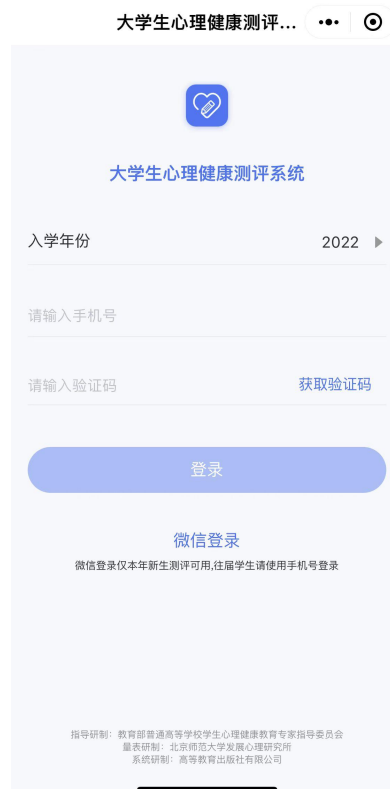 大学生心理健康测评...
大学生心理健康测评系统
入学年份 2022
请输入手机号
请输入验证码 获取验证码
登录
微信登录
微信登录仅本年新生测评可用,往届学生请使用手机号登录
指导研制：教育部普通高等学校学生心理健康教育专家指导委员会
量表研制：北京师范大学发展心理研究所
系统研制：高等教育出版社有限公司